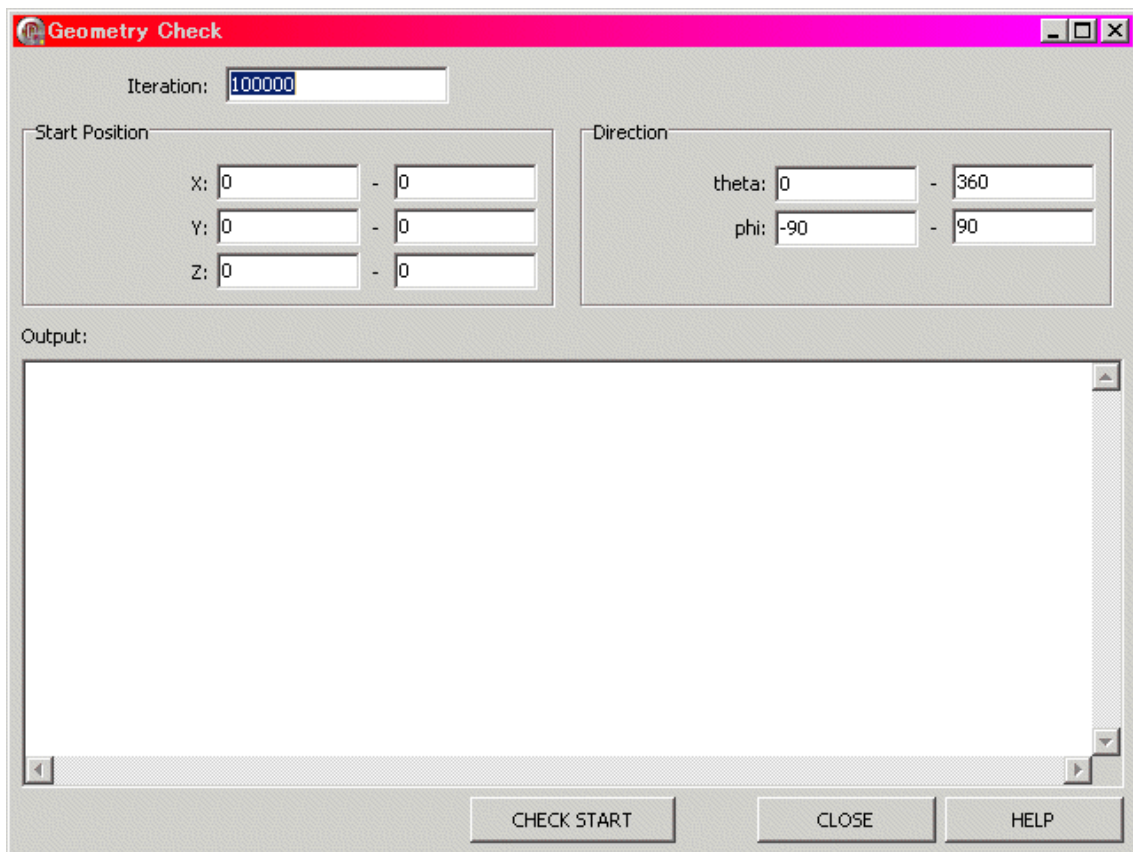 Geometry Check
Iteration: 100000
Start Position
X: 0 - 0
Y: 0 - 0
Z: 0 - 0
Direction
theta: 0 - 360
phi: -90 - 90
Output:
CHECK START CLOSE HELP